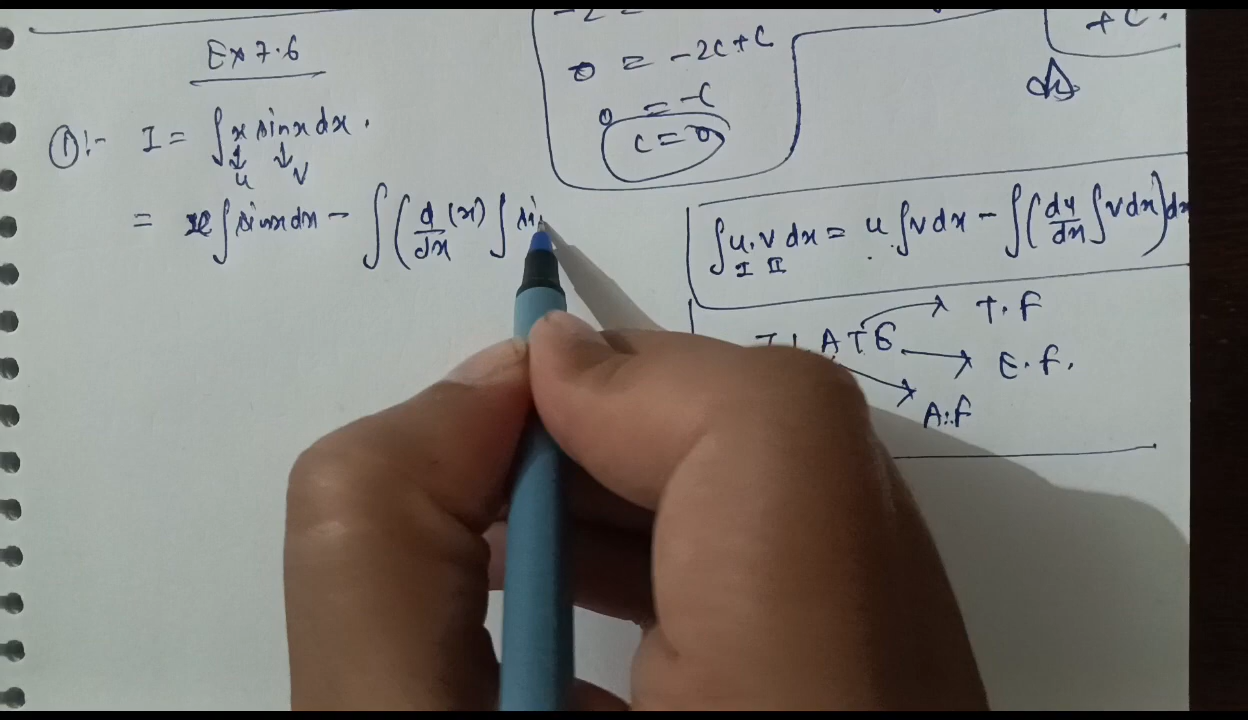 -2 =
+ C.
0 = -2C+C
0 = -C
C = 0
Ex 7.6
①:- I = ∫ x sinx dx.
u v
= x ∫ sinx dx - ∫ ( d/dx (x) ∫ si
∫ u.v dx = u ∫ v dx - ∫ ( du/dx ∫ v dx ) dx
I II
I L A T E
T.F
E.f.
A.f